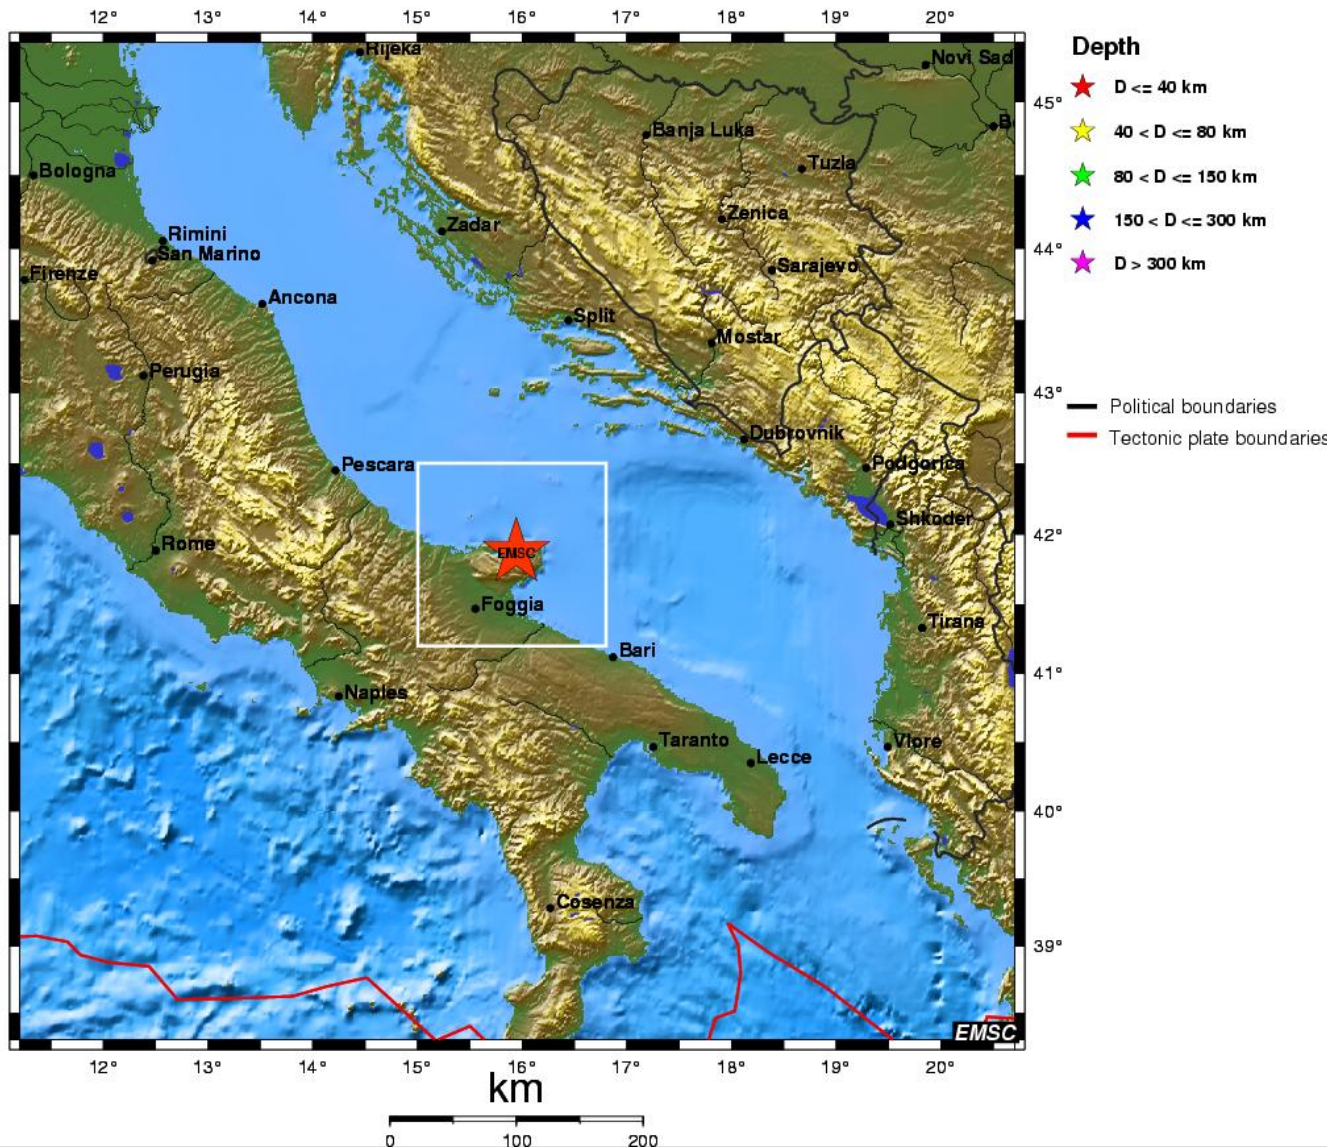 12° 13° 14° 15° 16° 17° 18° 19° 20°
Depth
D <= 40 km
40 < D <= 80 km
80 < D <= 150 km
150 < D <= 300 km
D > 300 km
Political boundaries
Tectonic plate boundaries
Rijeka
Novi Sad
45°
Banja Luka
Tuzla
Bologna
Zenica
Zadar
Rimini
44°
San Marino
Sarajevo
Firenze
Ancona
Split
Mostar
Perugia
43°
Dubrovnik
Pescara
Podgorica
Shkoder
42°
Rome
EMSC
Foggia
Tirana
Bari
41°
Naples
Taranto
Vlore
Lecce
40°
Cosenza
39°
EMSC
12° 13° 14° 15° 16° 17° 18° 19° 20°
km
0 100 200